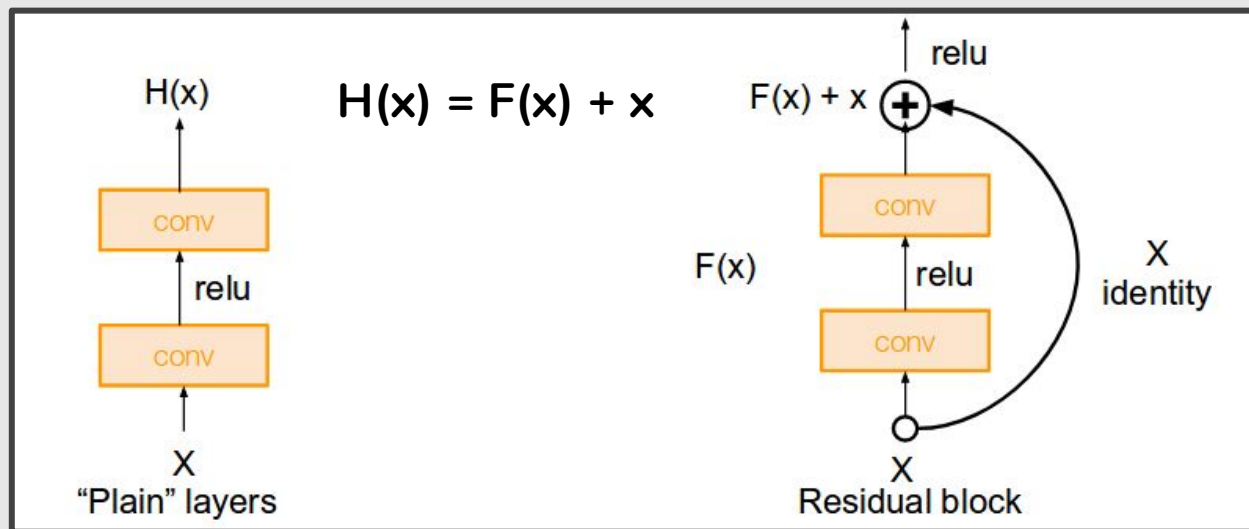 H(x)
conv
relu
conv
X
“Plain” layers
H(x) = F(x) + x
relu
F(x) + x
+
conv
F(x)
relu
X
identity
conv
X
Residual block